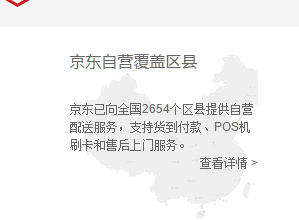 京东自营覆盖区县
京东已向全国2654个区县提供自营
配送服务，支持货到付款、POS机
刷卡和售后上门服务。
查看详情 >